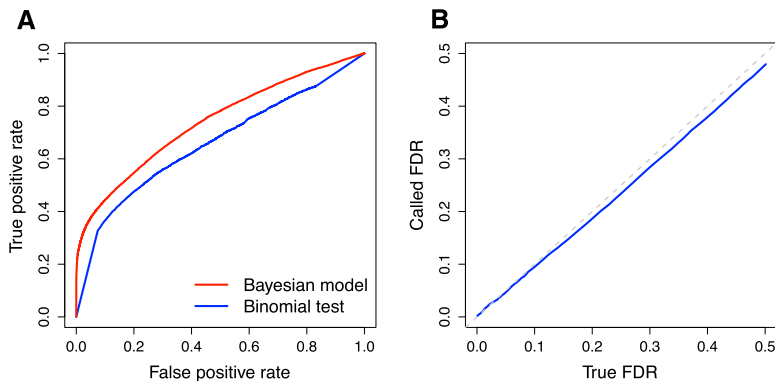 A
True positive rate
1.0
0.8
0.6
0.4
0.2
0.0
Bayesian model
Binomial test
0.0 0.2 0.4 0.6 0.8 1.0
False positive rate
B
Called FDR
0.5
0.4
0.3
0.2
0.1
0.0
0.0 0.1 0.2 0.3 0.4 0.5
True FDR